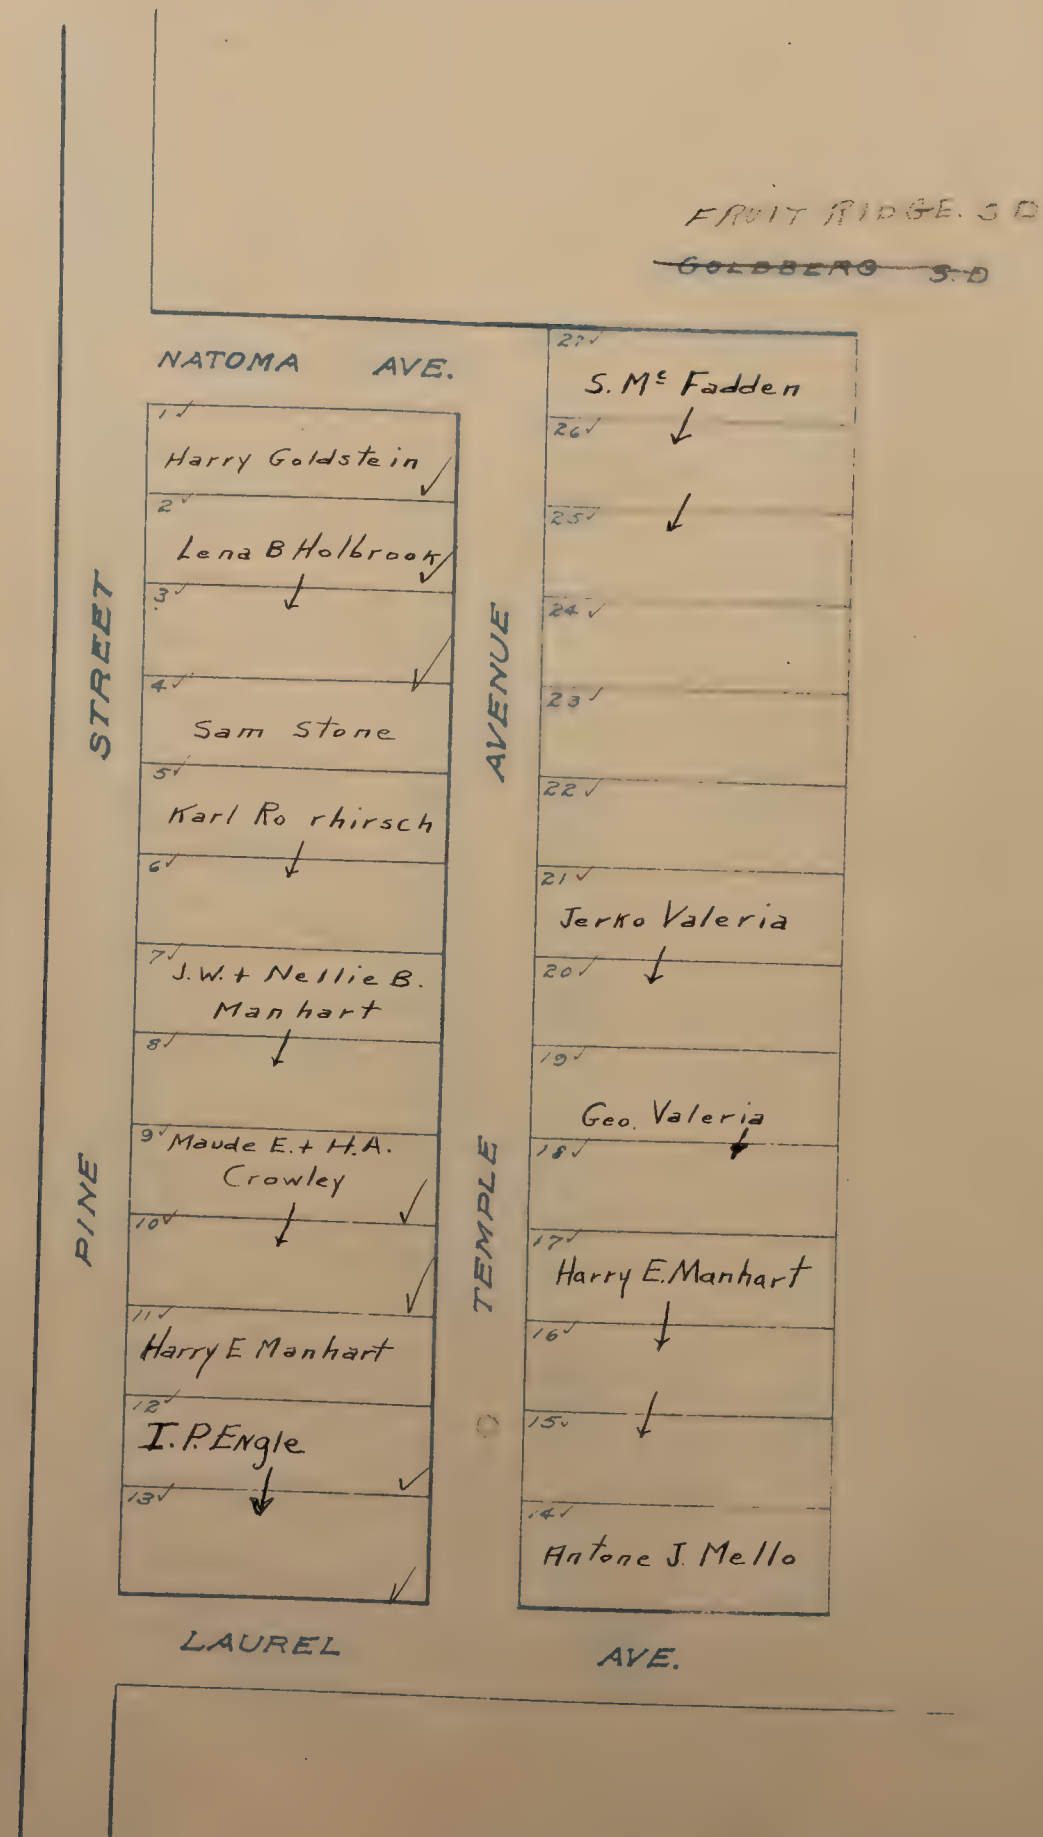 FRUIT RIDGE. S D
GOLDBERG S.D
NATOMA AVE.
1
Harry Goldstein
2
Lena B Holbrook
3
4
Sam Stone
5
Karl Ro rhirsch
6
7
J.W. + Nellie B.
Manhart
8
9
Maude E. + H.A.
Crowley
10
11
Harry E Manhart
12
I.P. Engle
13
PINE STREET
TEMPLE AVENUE
27
S. Mc Fadden
26
25
24
23
22
21
Jerko Valeria
20
19
Geo. Valeria
18
17
Harry E. Manhart
16
15
14
Antone J. Mello
LAUREL AVE.